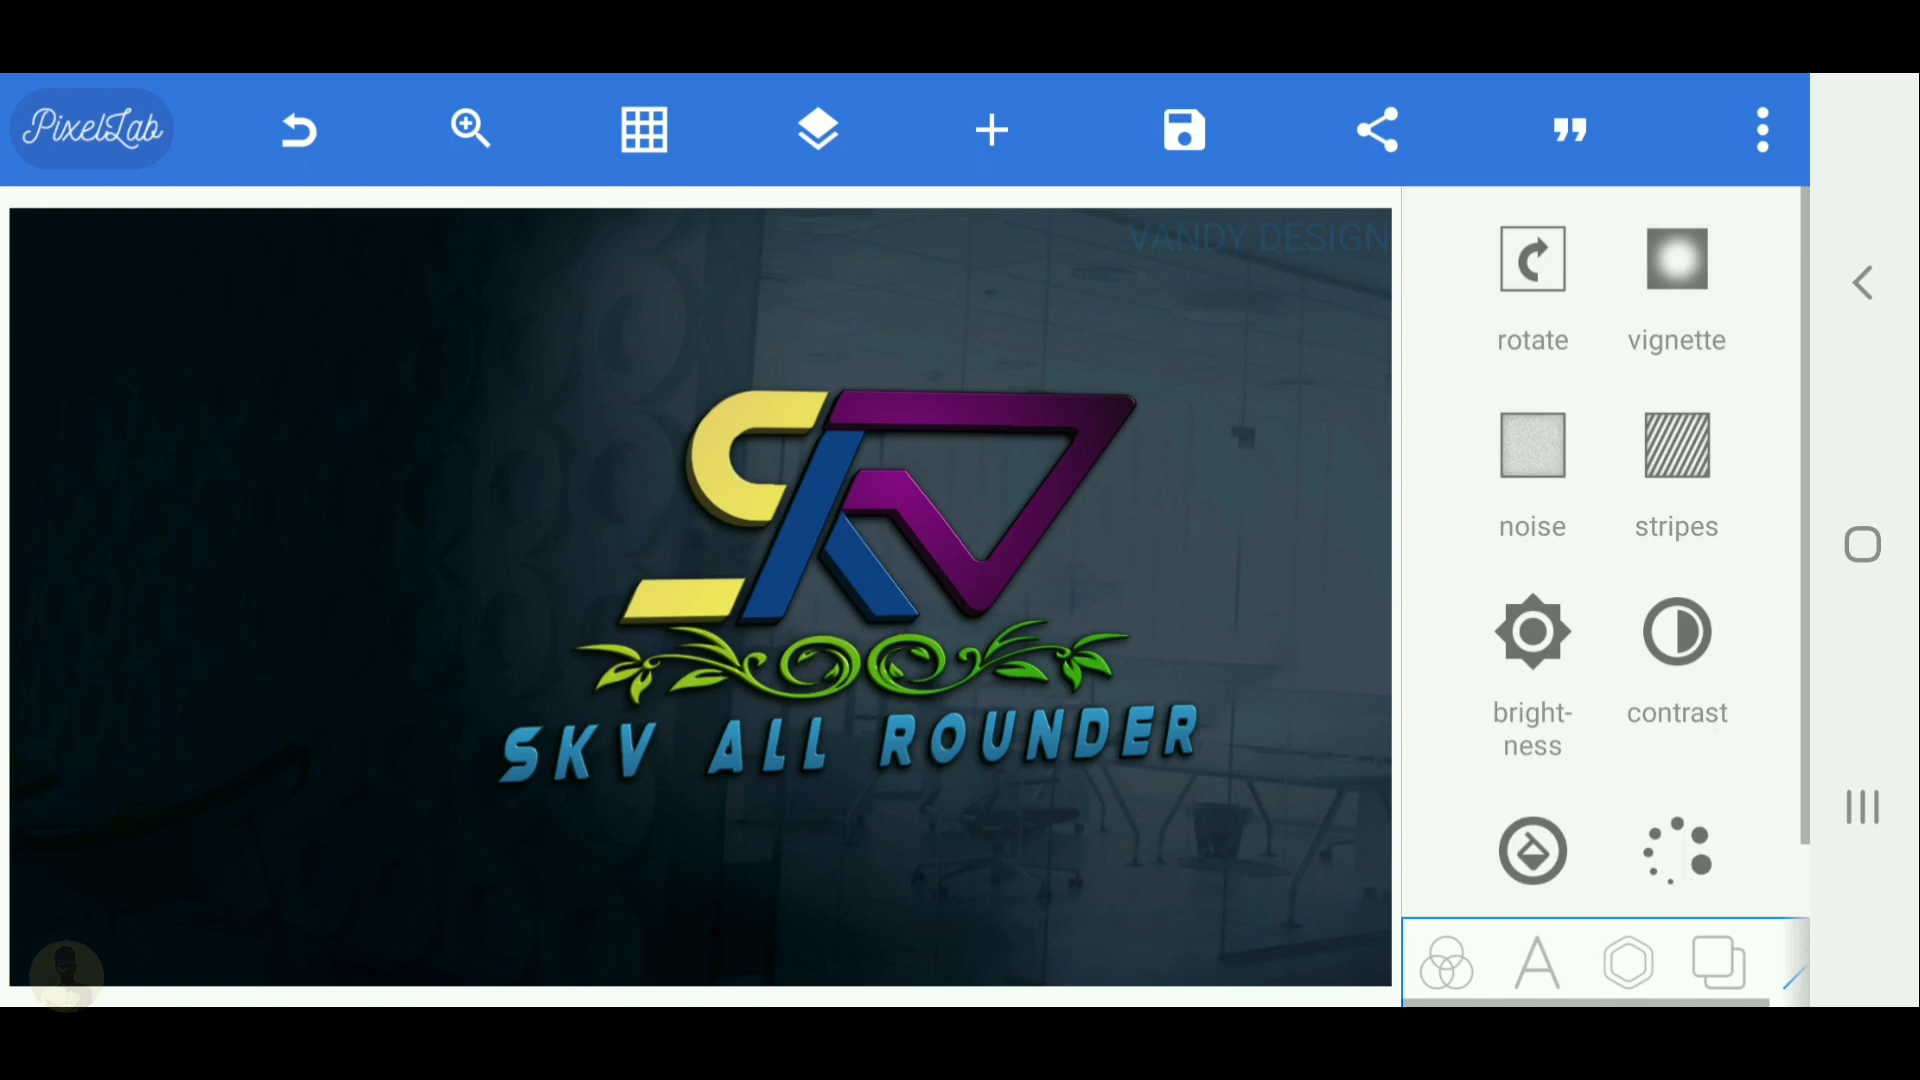 PixelLab
VANDY DESIGN
rotate
vignette
noise
stripes
bright-
ness
contrast
SKV
SKV ALL ROUNDER